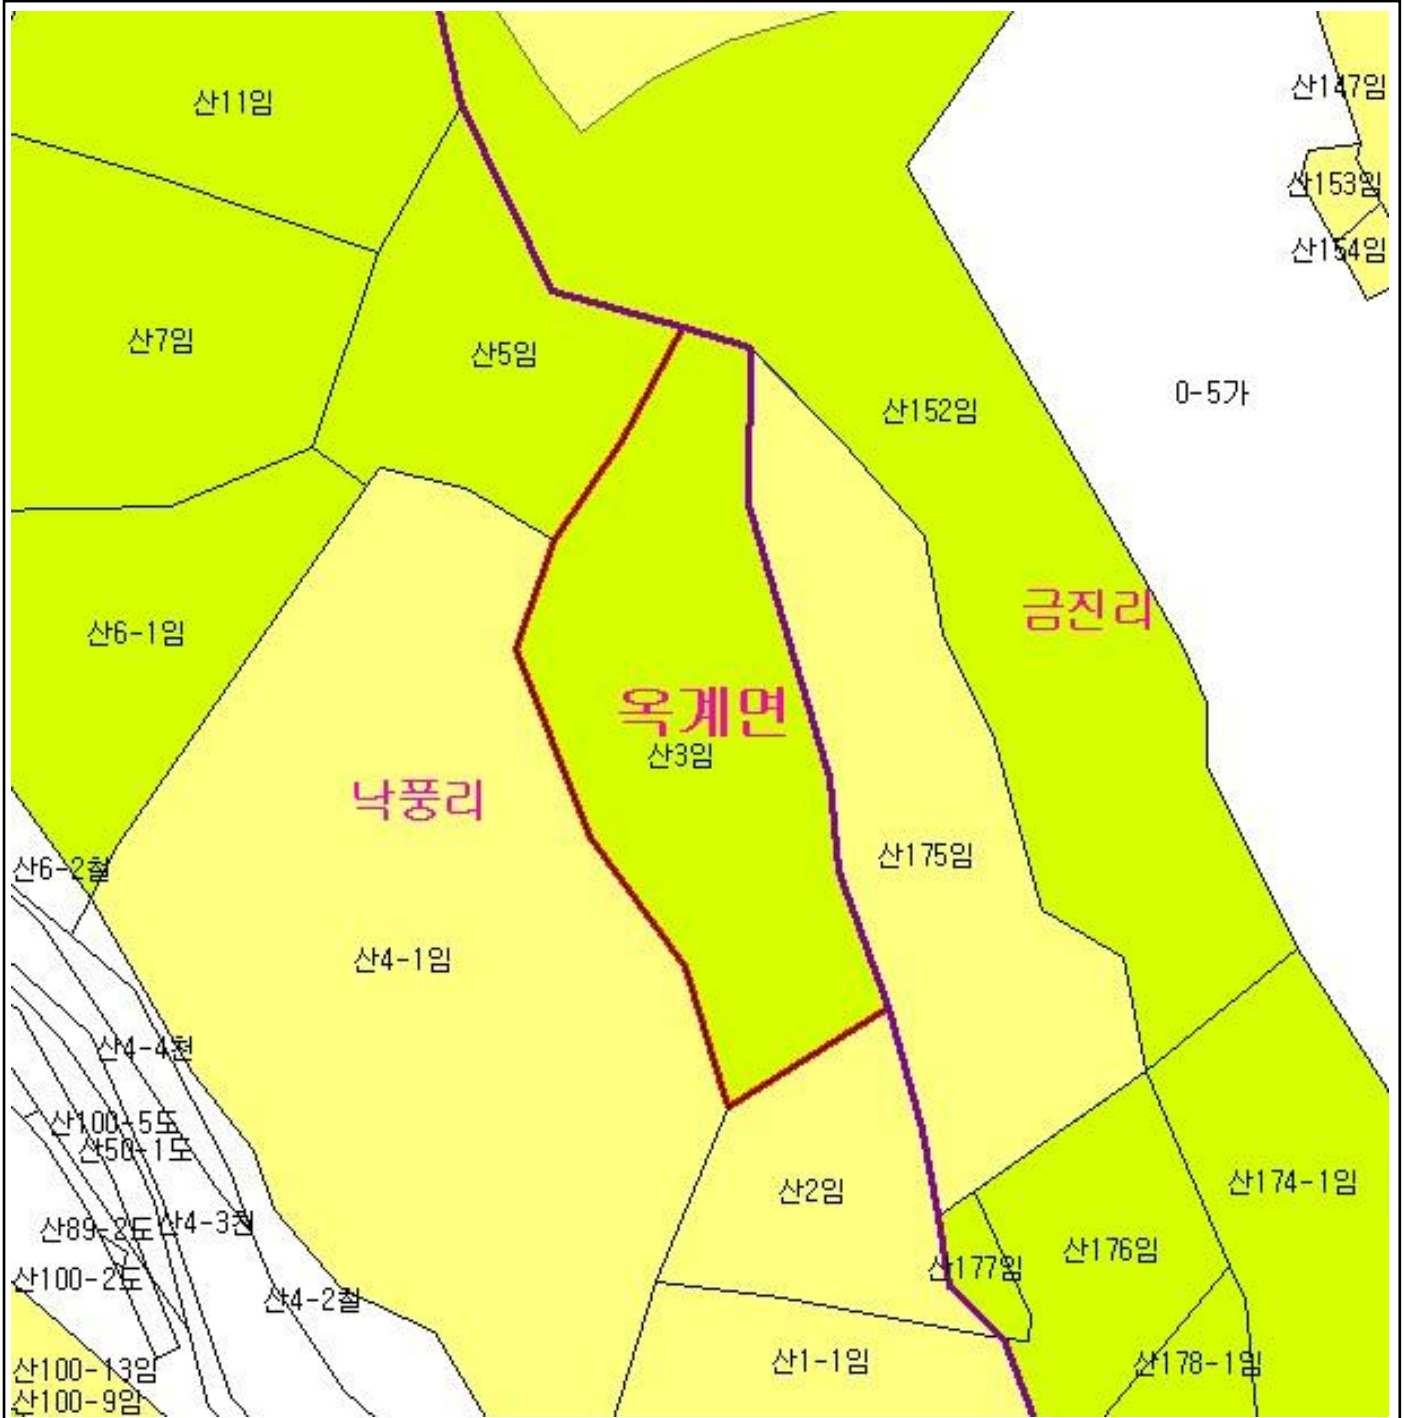 산11임
산147임
산153임
산154임
산7임
산5임
0-5가
산152임
금진리
산6-1임
옥계면
산3임
낙풍리
산175임
산6-2철
산4-1임
산4-4천
산100-5도
산50-1도
산2임
산174-1임
산89-2도
산4-3천
산176임
산177임
산100-2도
산4-2철
산1-1임
산178-1임
산100-13임
산100-9임